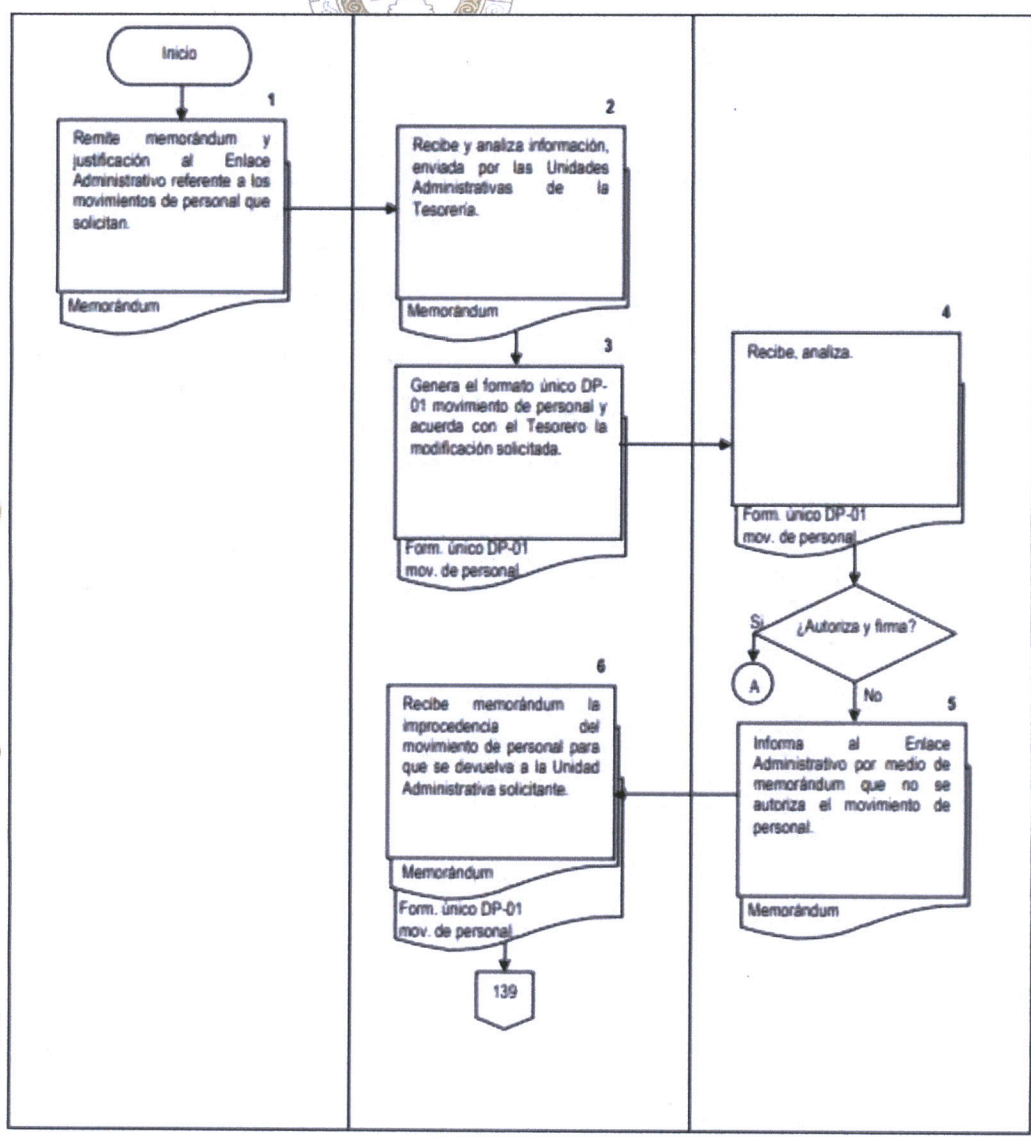 Inicio
1
Remite memorándum y
justificación al Enlace
Administrativo referente a los
movimientos de personal que
solicitan.
Memorándum
2
Recibe y analiza información,
enviada por las Unidades
Administrativas de la
Tesorería.
Memorándum
3
Genera el formato único DP-
01 movimiento de personal y
acuerda con el Tesorero la
modificación solicitada.
Form. único DP-01
mov. de personal
4
Recibe, analiza.
Form. único DP-01
mov. de personal
¿Autoriza y firma?
Si
A
No
5
Informa al Enlace
Administrativo por medio de
memorándum que no se
autoriza el movimiento de
personal.
Memorándum
6
Recibe memorándum la
improcedencia del
movimiento de personal para
que se devuelva a la Unidad
Administrativa solicitante.
Memorándum
Form. único DP-01
mov. de personal
139